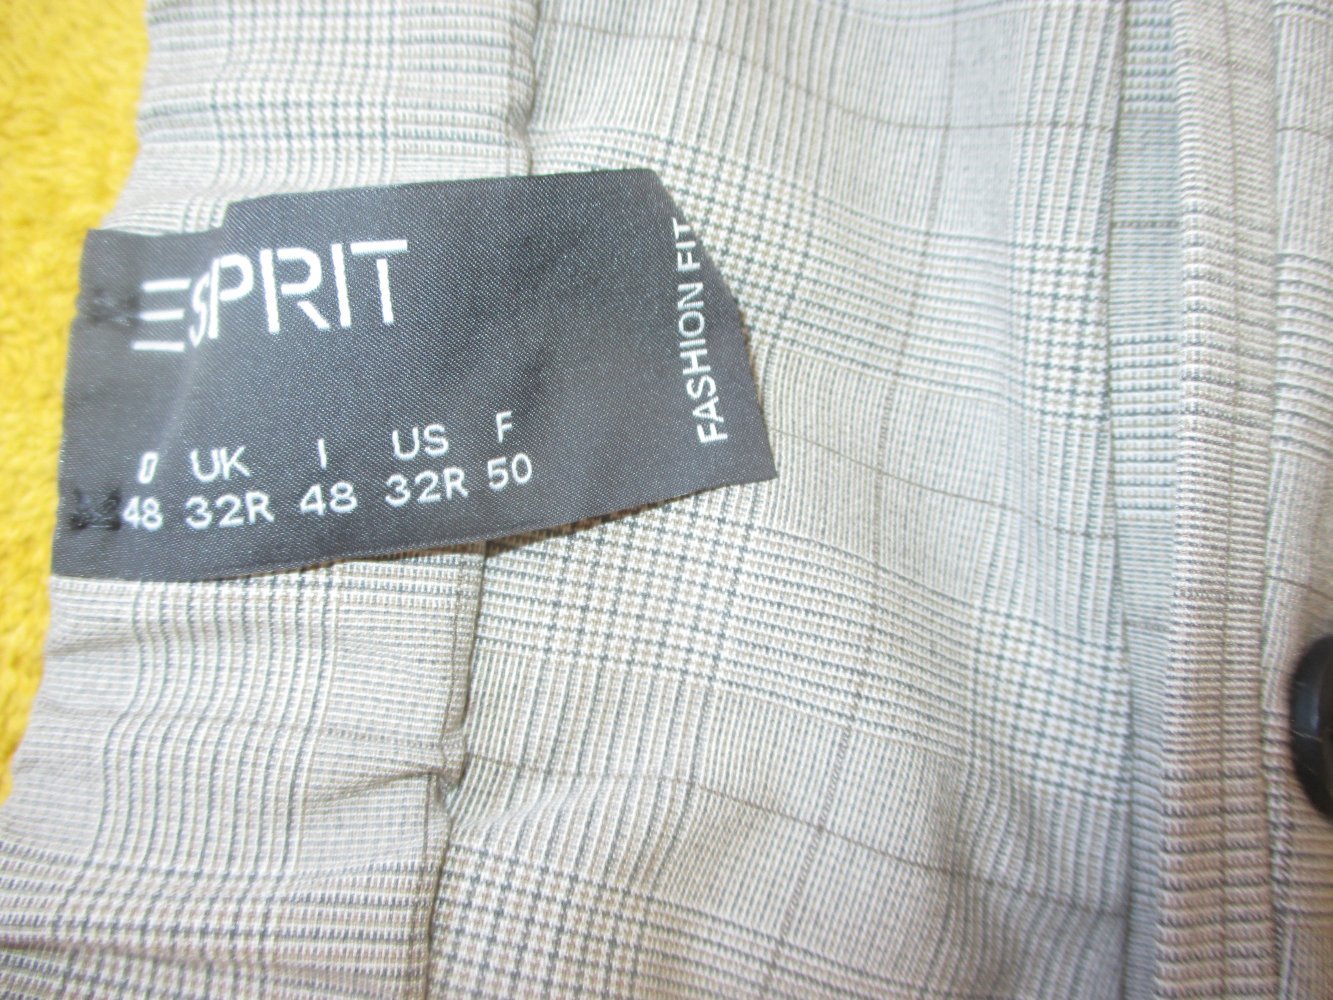 ESPRIT
UK I US F
48 32R 48 32R 50
FASHION FIT